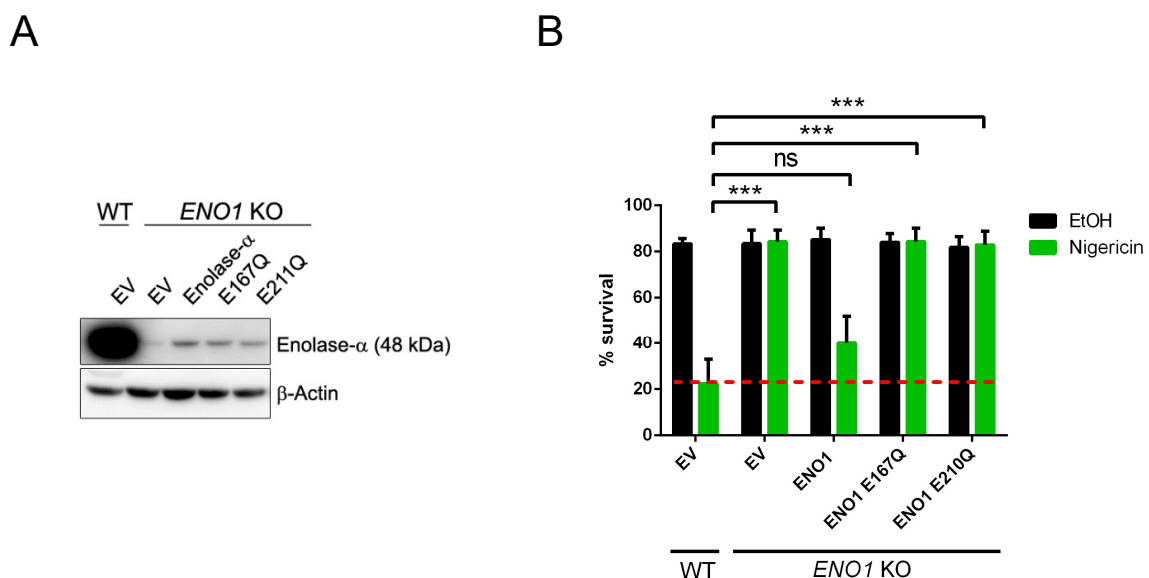 A
WT
ENO1 KO
EV
EV
Enolase-α
E167Q
E211Q
Enolase-α (48 kDa)
β-Actin
B
***
***
ns
***
100
80
60
40
20
0
% survival
EtOH
Nigericin
EV
EV
ENO1
ENO1 E167Q
ENO1 E210Q
WT
ENO1 KO